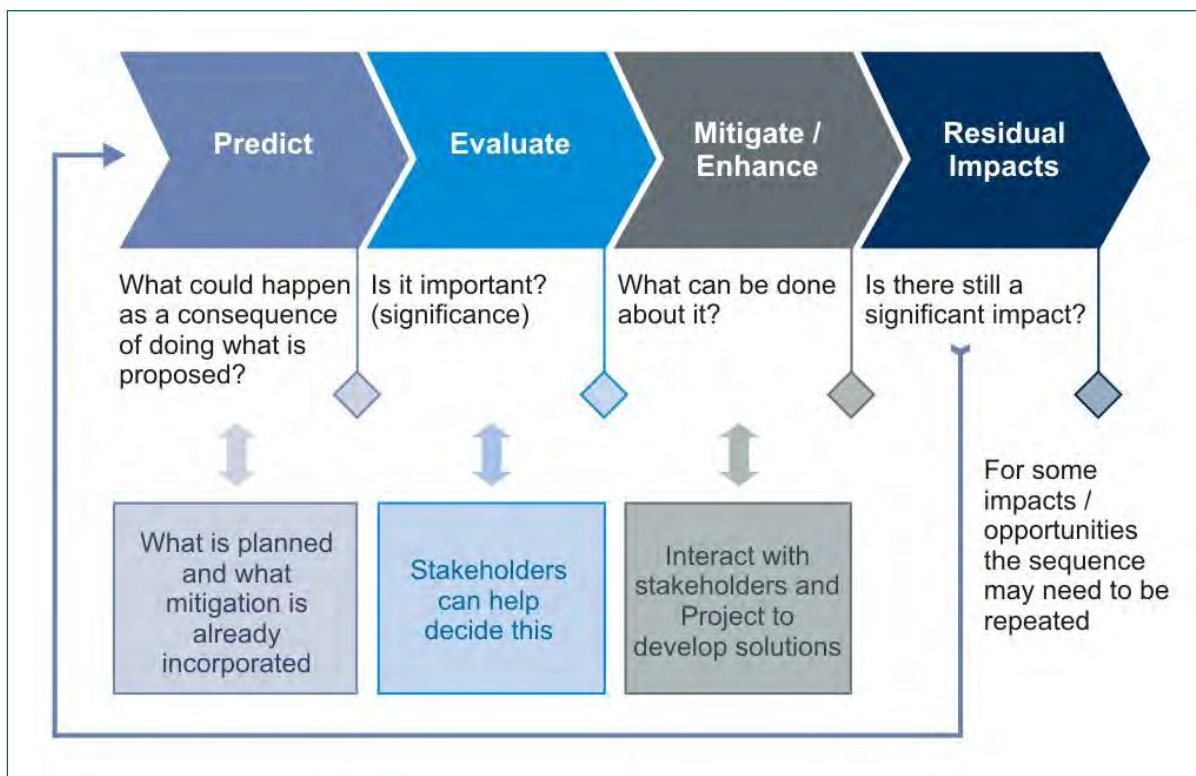 Predict
Evaluate
Mitigate /
Enhance
Residual
Impacts
What could happen
as a consequence
of doing what is
proposed?
Is it important?
(significance)
What can be done
about it?
Is there still a
significant impact?
What is planned
and what
mitigation is
already
incorporated
Stakeholders
can help
decide this
Interact with
stakeholders and
Project to
develop solutions
For some
impacts /
opportunities
the sequence
may need to be
repeated